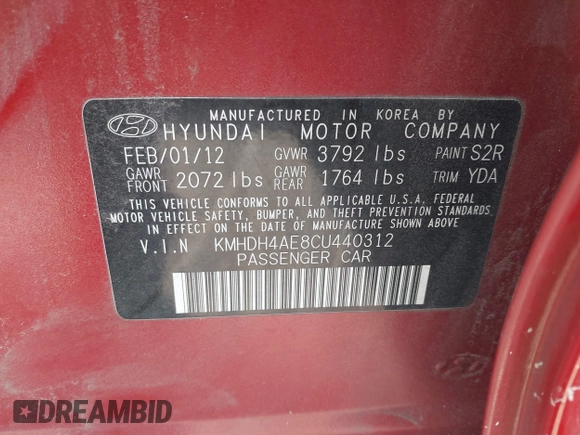 MANUFACTURED IN KOREA BY
HYUNDAI MOTOR COMPANY
FEB/01/12 GVWR 3792 lbs PAINT S2R
GAWR FRONT 2072 lbs GAWR REAR 1764 lbs TRIM YDA
THIS VEHICLE CONFORMS TO ALL APPLICABLE U.S.A. FEDERAL
MOTOR VEHICLE SAFETY, BUMPER, AND THEFT PREVENTION STANDARDS
IN EFFECT ON THE DATE OF MANUFACTURE SHOWN ABOVE
V.I.N KMHDH4AE8CU440312
PASSENGER CAR
DREAMBID